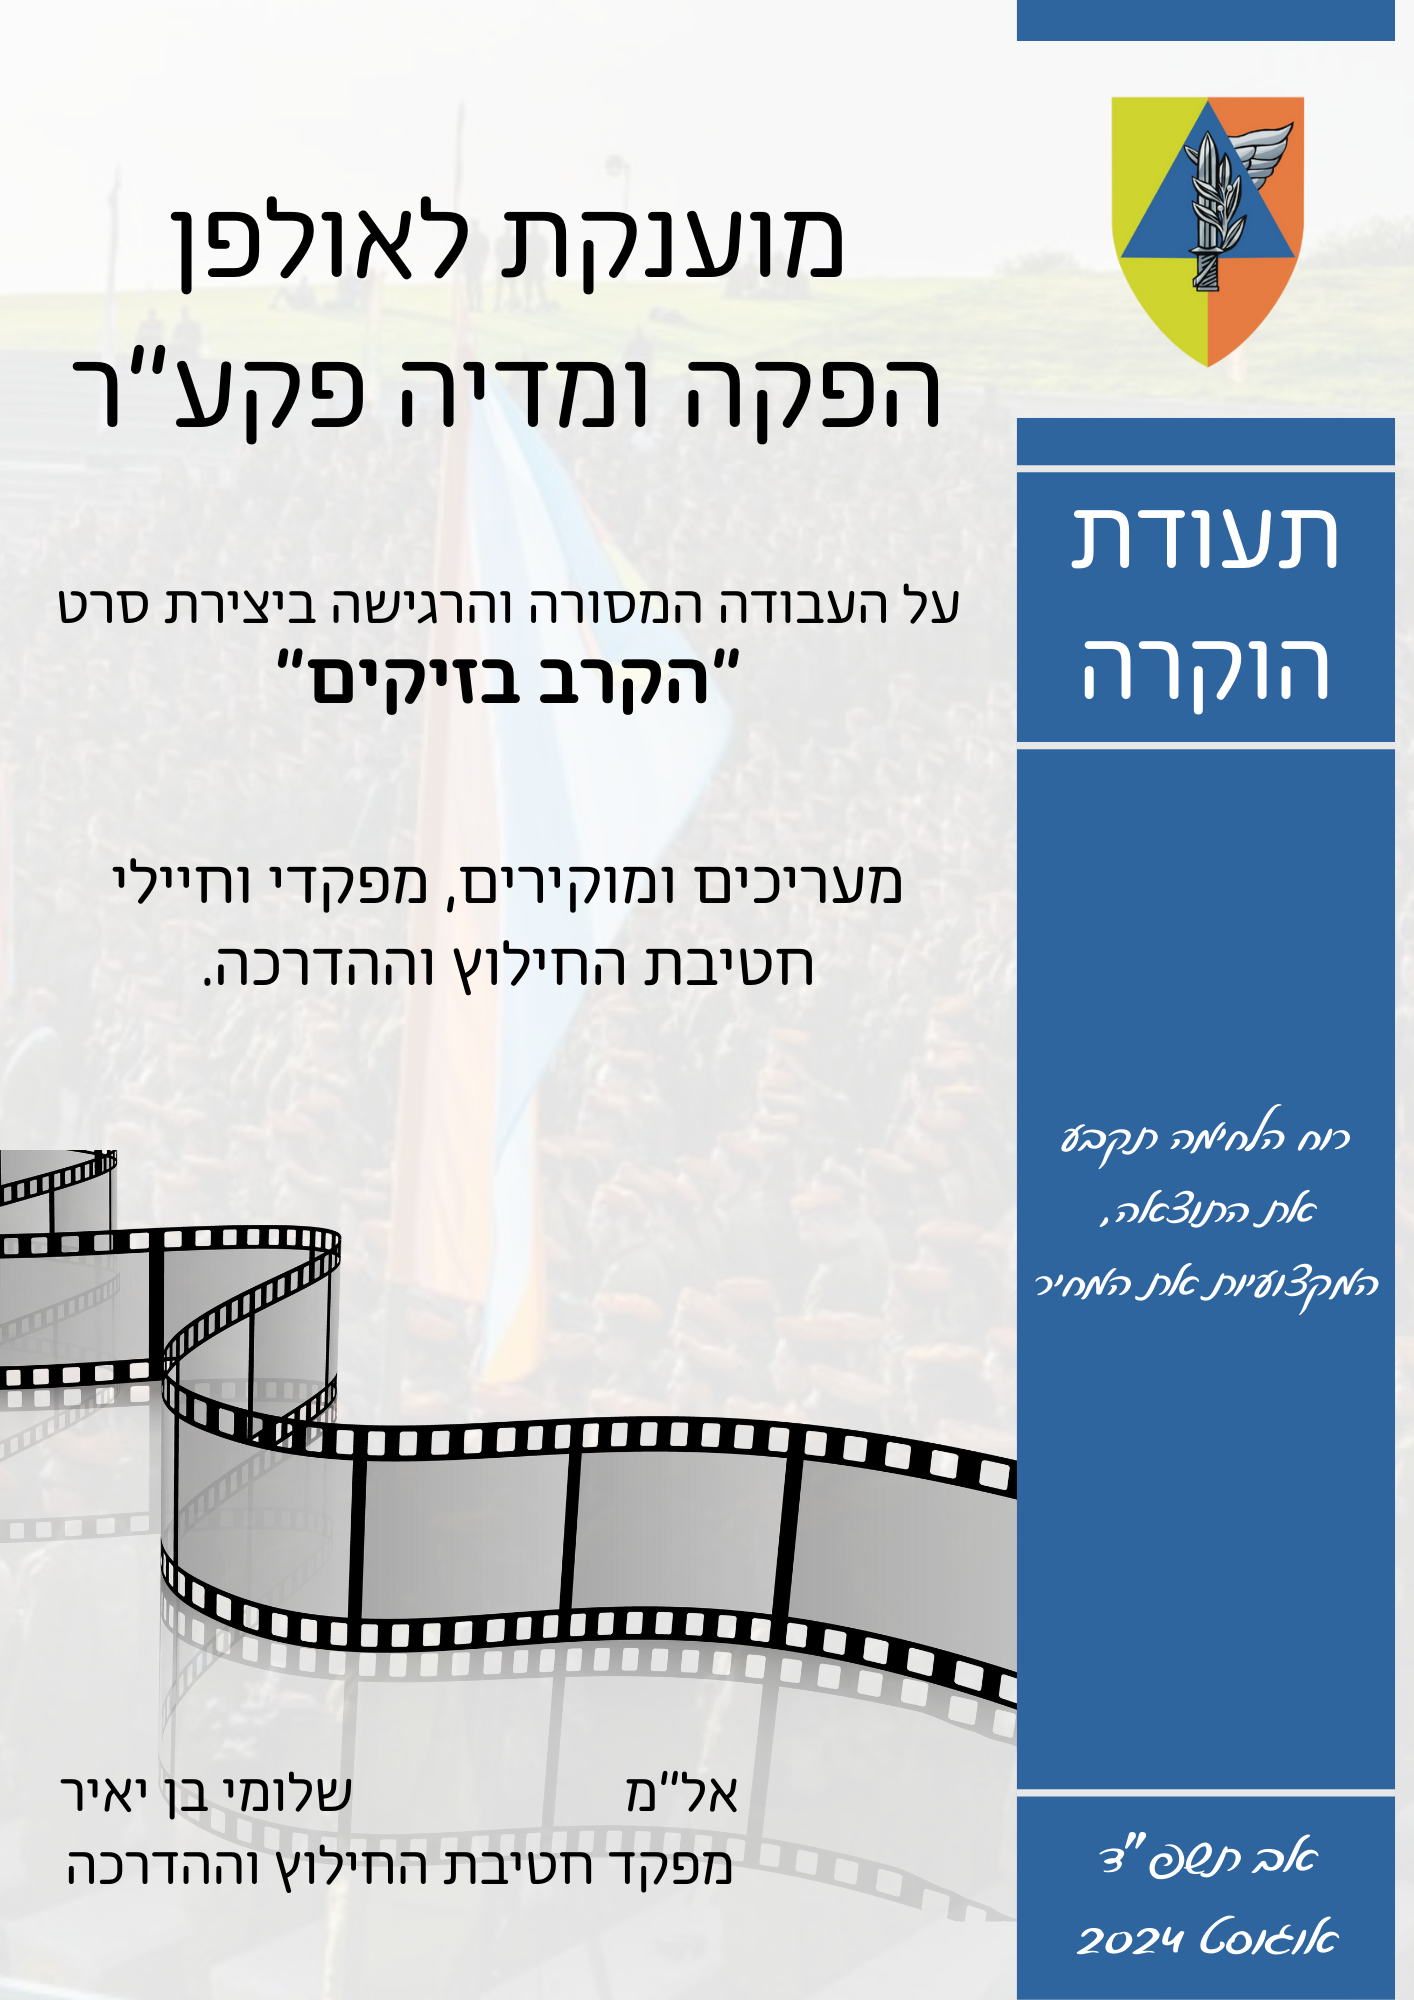 תעודת
הוקרה
מוענקת לאולפן
הפקה ומדיה פקע"ר
על העבודה המסורה והרגישה ביצירת סרט
"הקרב בזיקים"
מעריכים ומוקירים, מפקדי וחיילי
חטיבת החילוץ וההדרכה.
רוח הלחימה תקבע
את התוצאה,
המקצועיות את המחיר
אל"מ שלומי בן יאיר
מפקד חטיבת החילוץ וההדרכה
אב תשפ"ד
אוגוסט 2024